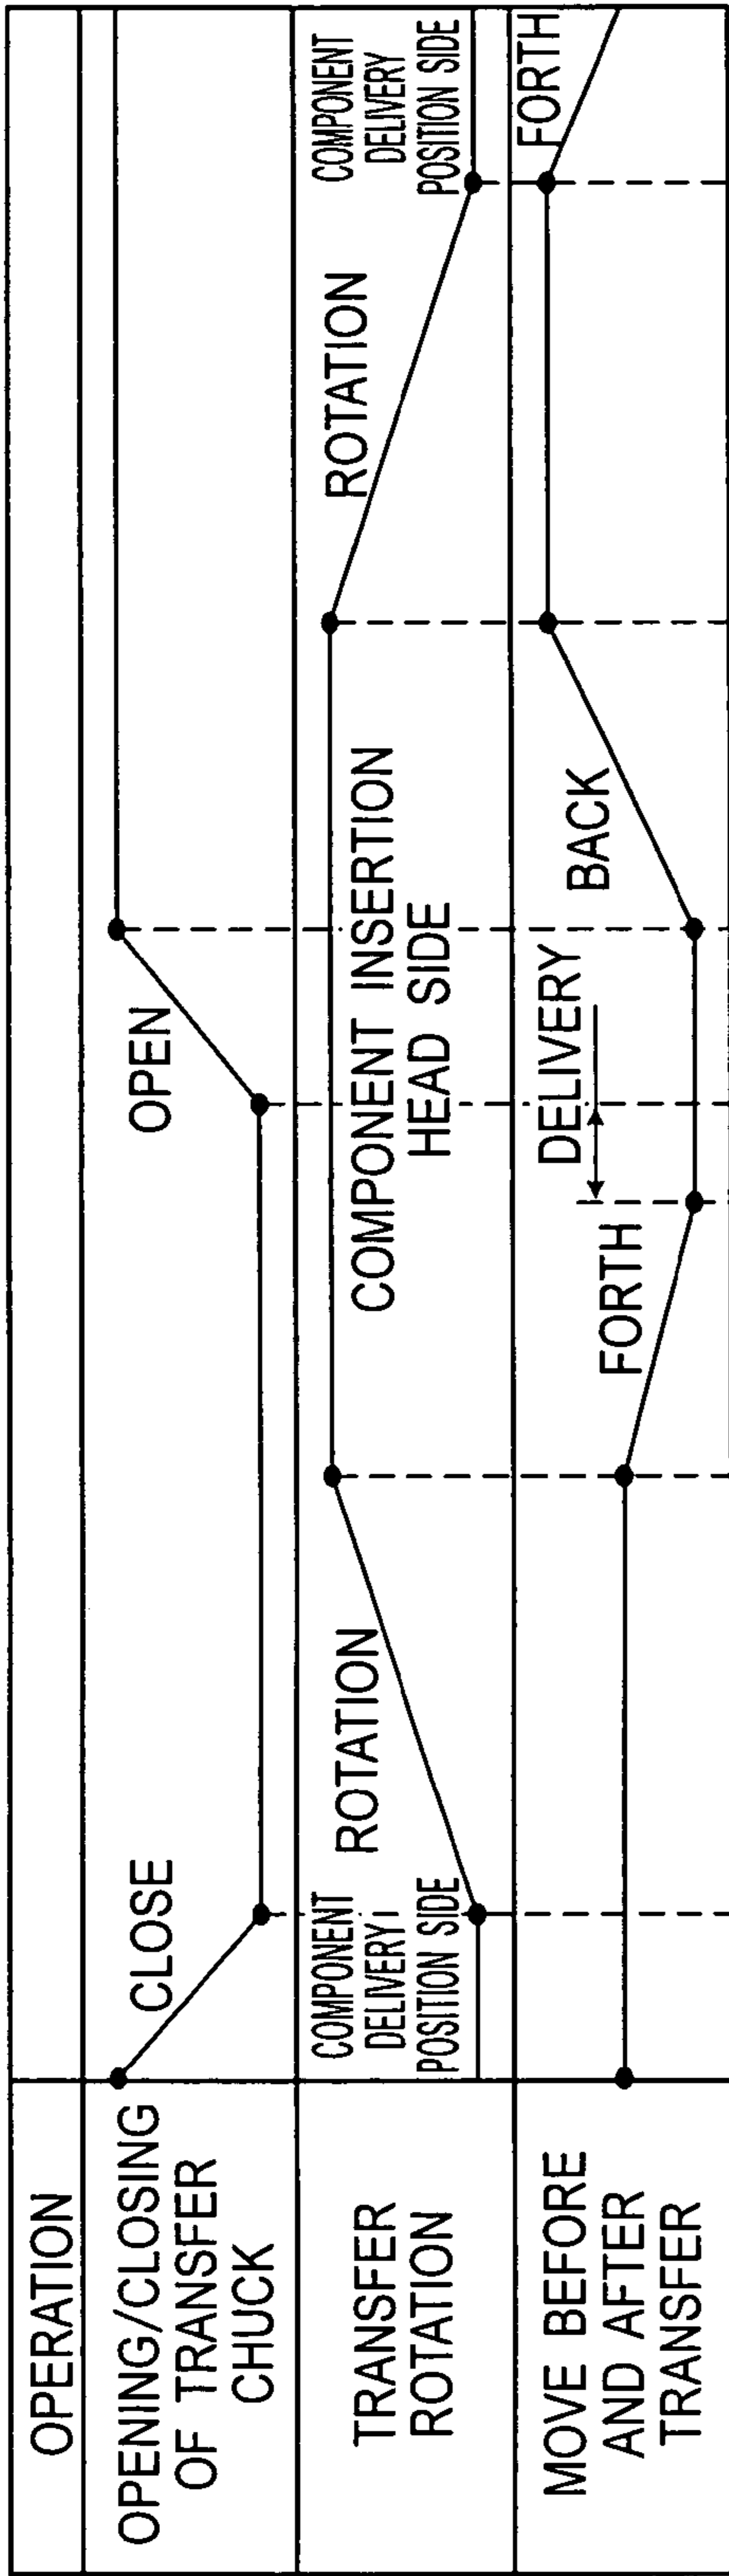 OPERATION
OPENING/CLOSING
OF TRANSFER
CHUCK
CLOSE
OPEN
TRANSFER
ROTATION
COMPONENT
DELIVERY
POSITION SIDE
ROTATION
COMPONENT INSERTION
HEAD SIDE
ROTATION
COMPONENT
DELIVERY
POSITION SIDE
MOVE BEFORE
AND AFTER
TRANSFER
FORTH
DELIVERY
BACK
FORTH